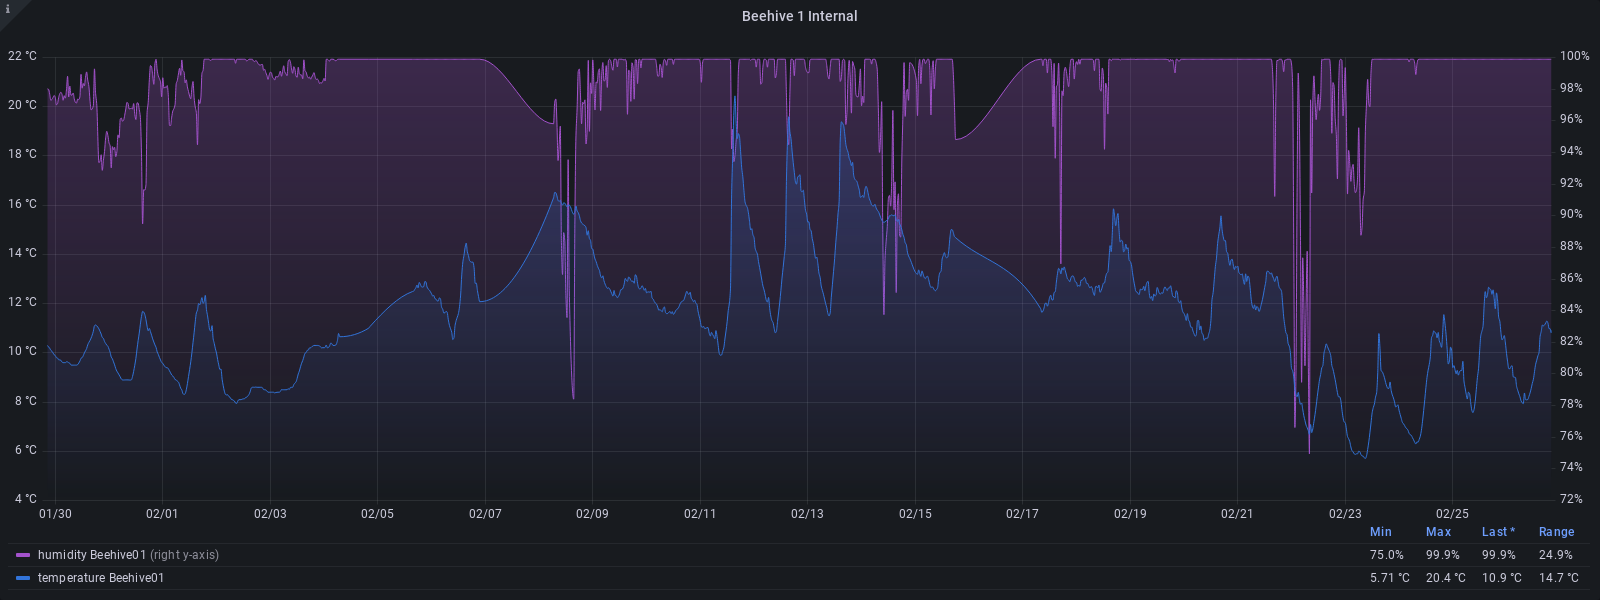 i
Beehive 1 Internal
22 °C
20 °C
18 °C
16 °C
14 °C
12 °C
10 °C
8 °C
6 °C
4 °C
100%
98%
96%
94%
92%
90%
88%
86%
84%
82%
80%
78%
76%
74%
72%
01/30 02/01 02/03 02/05 02/07 02/09 02/11 02/13 02/15 02/17 02/19 02/21 02/23 02/25
Min Max Last * Range
humidity Beehive01 (right y-axis) 75.0% 99.9% 99.9% 24.9%
temperature Beehive01 5.71 °C 20.4 °C 10.9 °C 14.7 °C